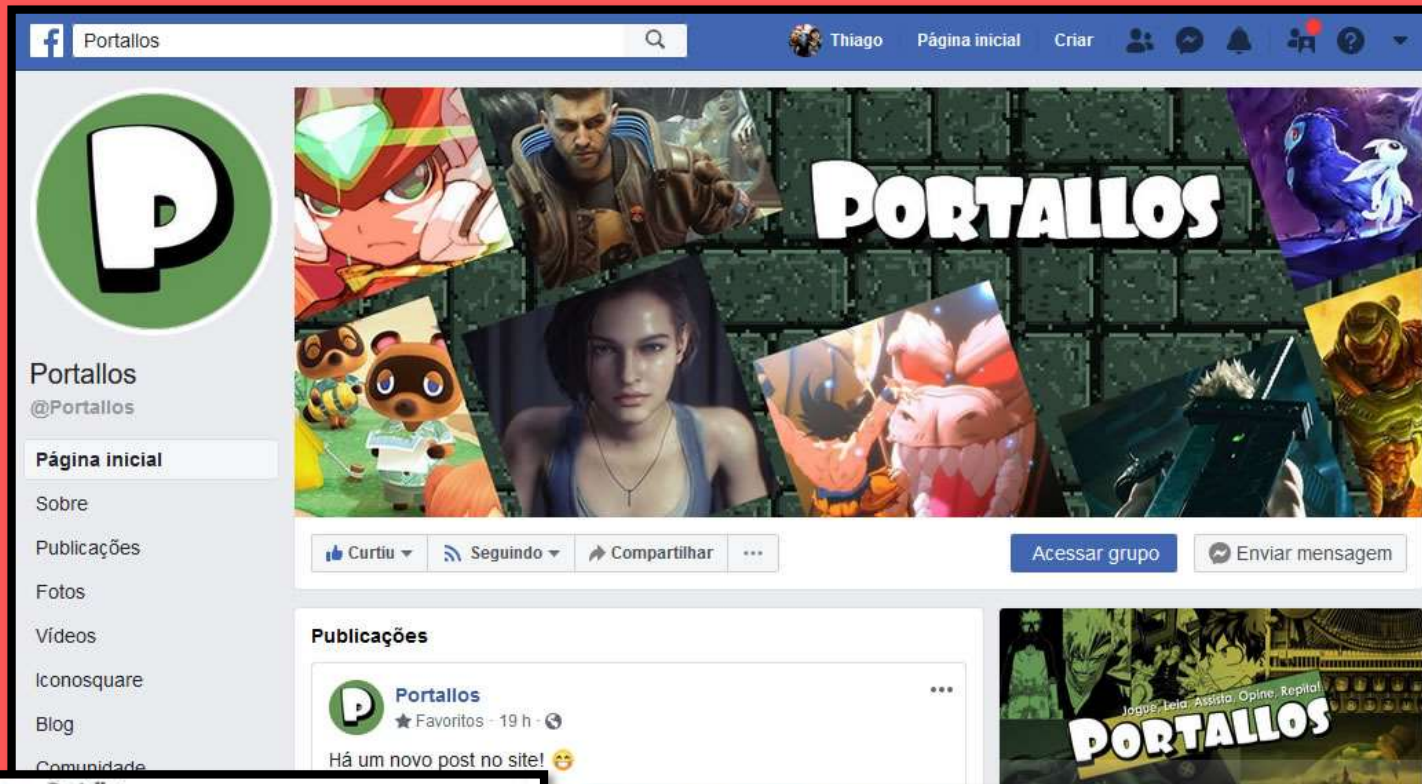 Portallos
Thiago
Página inicial
Criar
P
PORTALLOS
Portallos
@Portallos
Página inicial
Sobre
Publicações
Fotos
Vídeos
Iconosquare
Blog
Comunidade
Curtiu
Seguindo
Compartilhar
Acessar grupo
Enviar mensagem
Publicações
P
Portallos
Favoritos · 19 h ·
Há um novo post no site! 😁
Jogue, Leia, Assista, Opine, Repita!
PORTALLOS